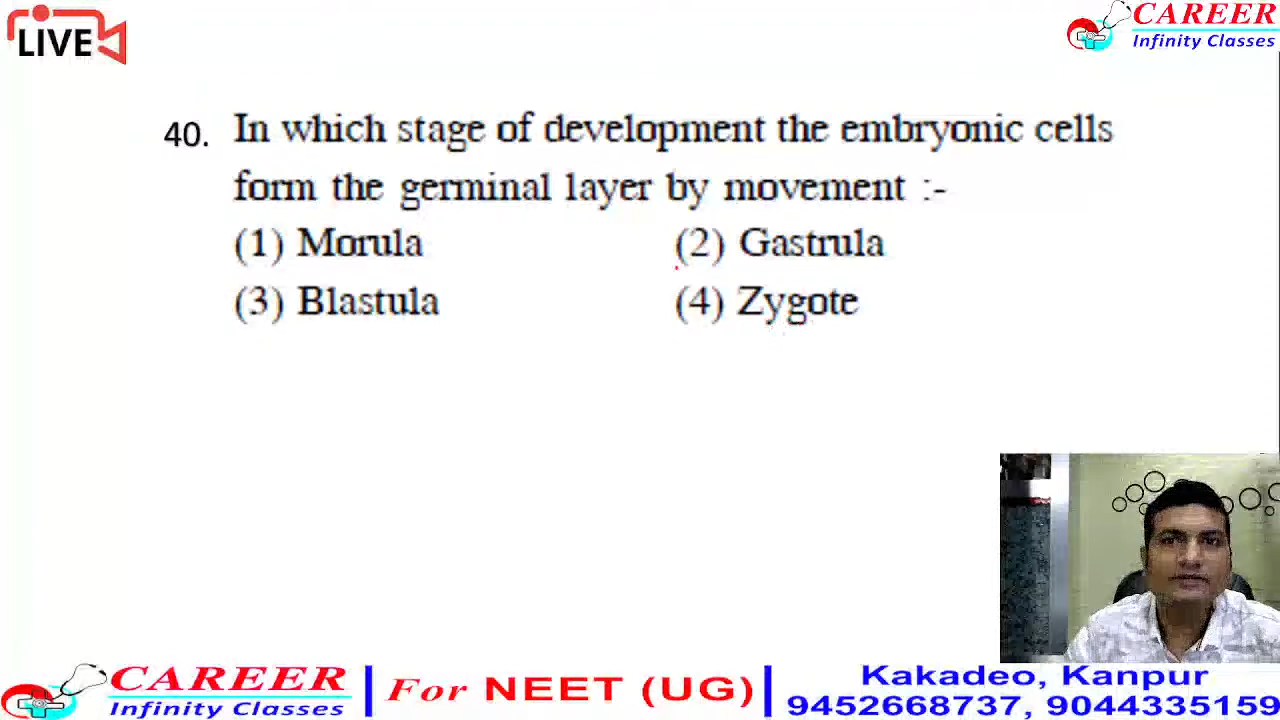 LIVE
CAREER
Infinity Classes
40. In which stage of development the embryonic cells
form the germinal layer by movement :-
(1) Morula (2) Gastrula
(3) Blastula (4) Zygote
CAREER
Infinity Classes
For NEET (UG)
Kakadeo, Kanpur
9452668737, 9044335159